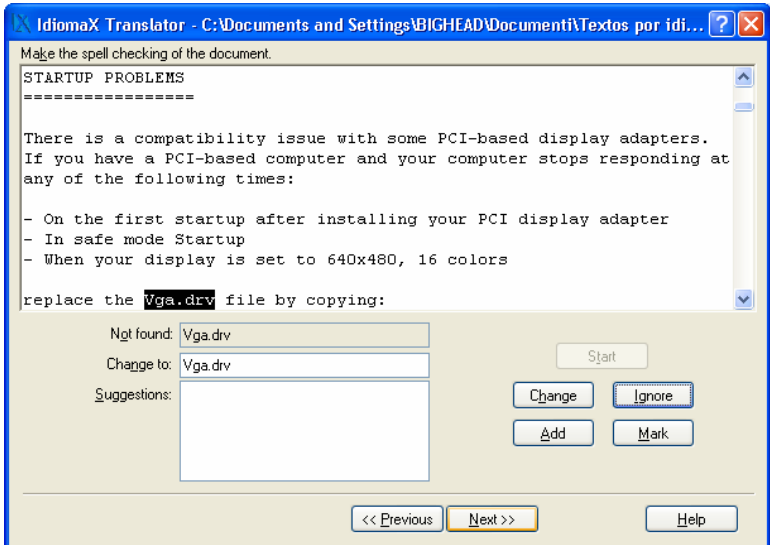 IdiomaX Translator - C:\Documents and Settings\BIGHEAD\Documenti\Textos por idi...
Make the spell checking of the document.
STARTUP PROBLEMS
=================
There is a compatibility issue with some PCI-based display adapters.
If you have a PCI-based computer and your computer stops responding at
any of the following times:
- On the first startup after installing your PCI display adapter
- In safe mode Startup
- When your display is set to 640x480, 16 colors
replace the Vga.drv file by copying:
Not found: Vga.drv
Change to: Vga.drv
Suggestions:
Start
Change Ignore
Add Mark
<< Previous Next >> Help